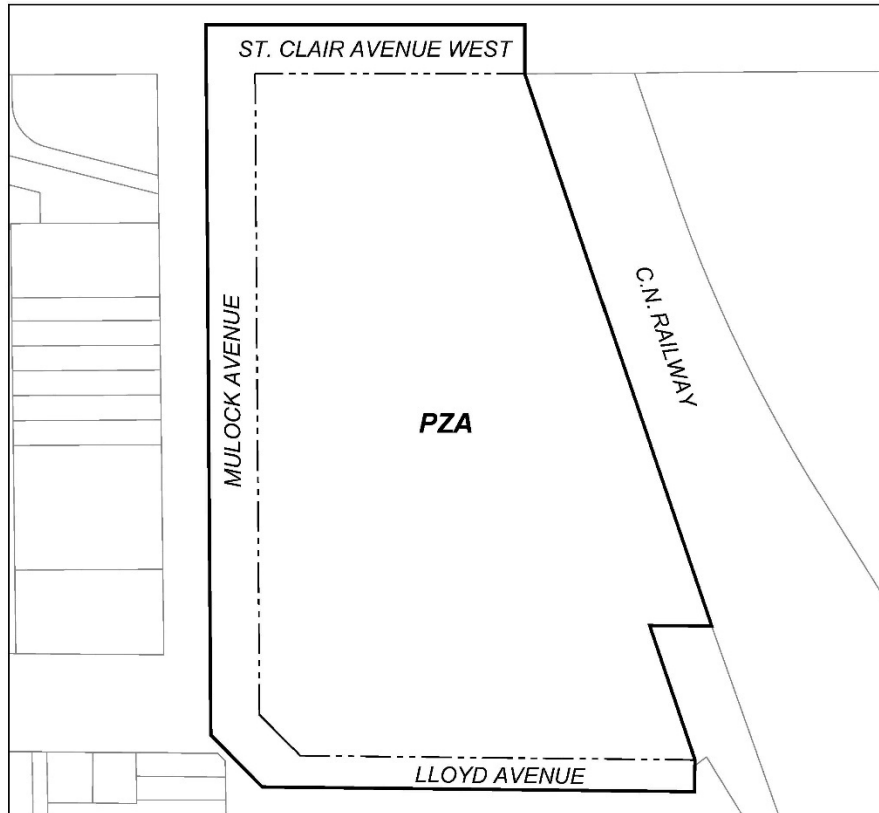 ST. CLAIR AVENUE WEST
C.N. RAILWAY
MULOCK AVENUE
PZA
LLOYD AVENUE